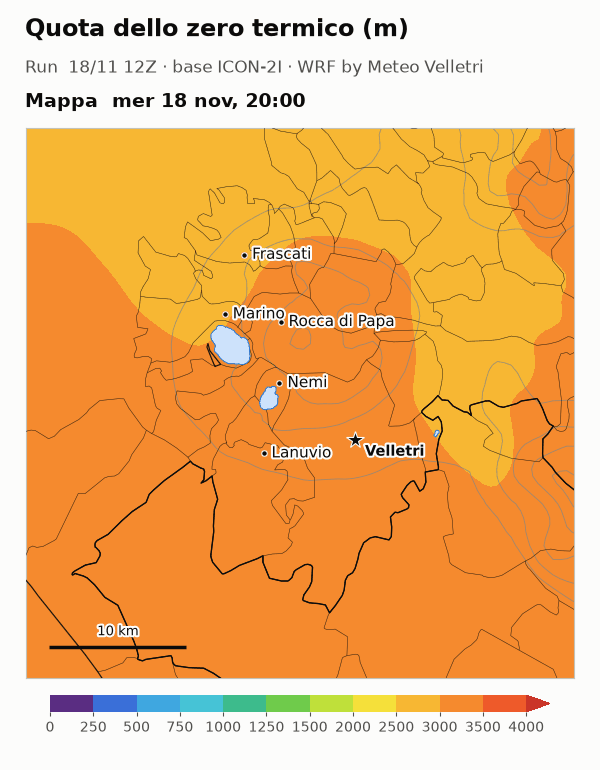 Quota dello zero termico (m)
Run 18/11 12Z · base ICON-2I · WRF by Meteo Velletri
Mappa mer 18 nov, 20:00
Frascati
Marino
Rocca di Papa
Nemi
Velletri
Lanuvio
10 km
0 250 500 750 1000 1250 1500 2000 2500 3000 3500 4000